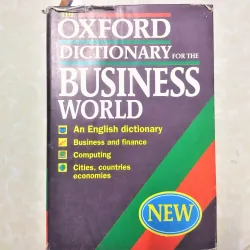 THE
OXFORD
DICTIONARY FOR THE
BUSINESS
WORLD
An English dictionary
Business and finance
Computing
Cities, countries
economies
NEW